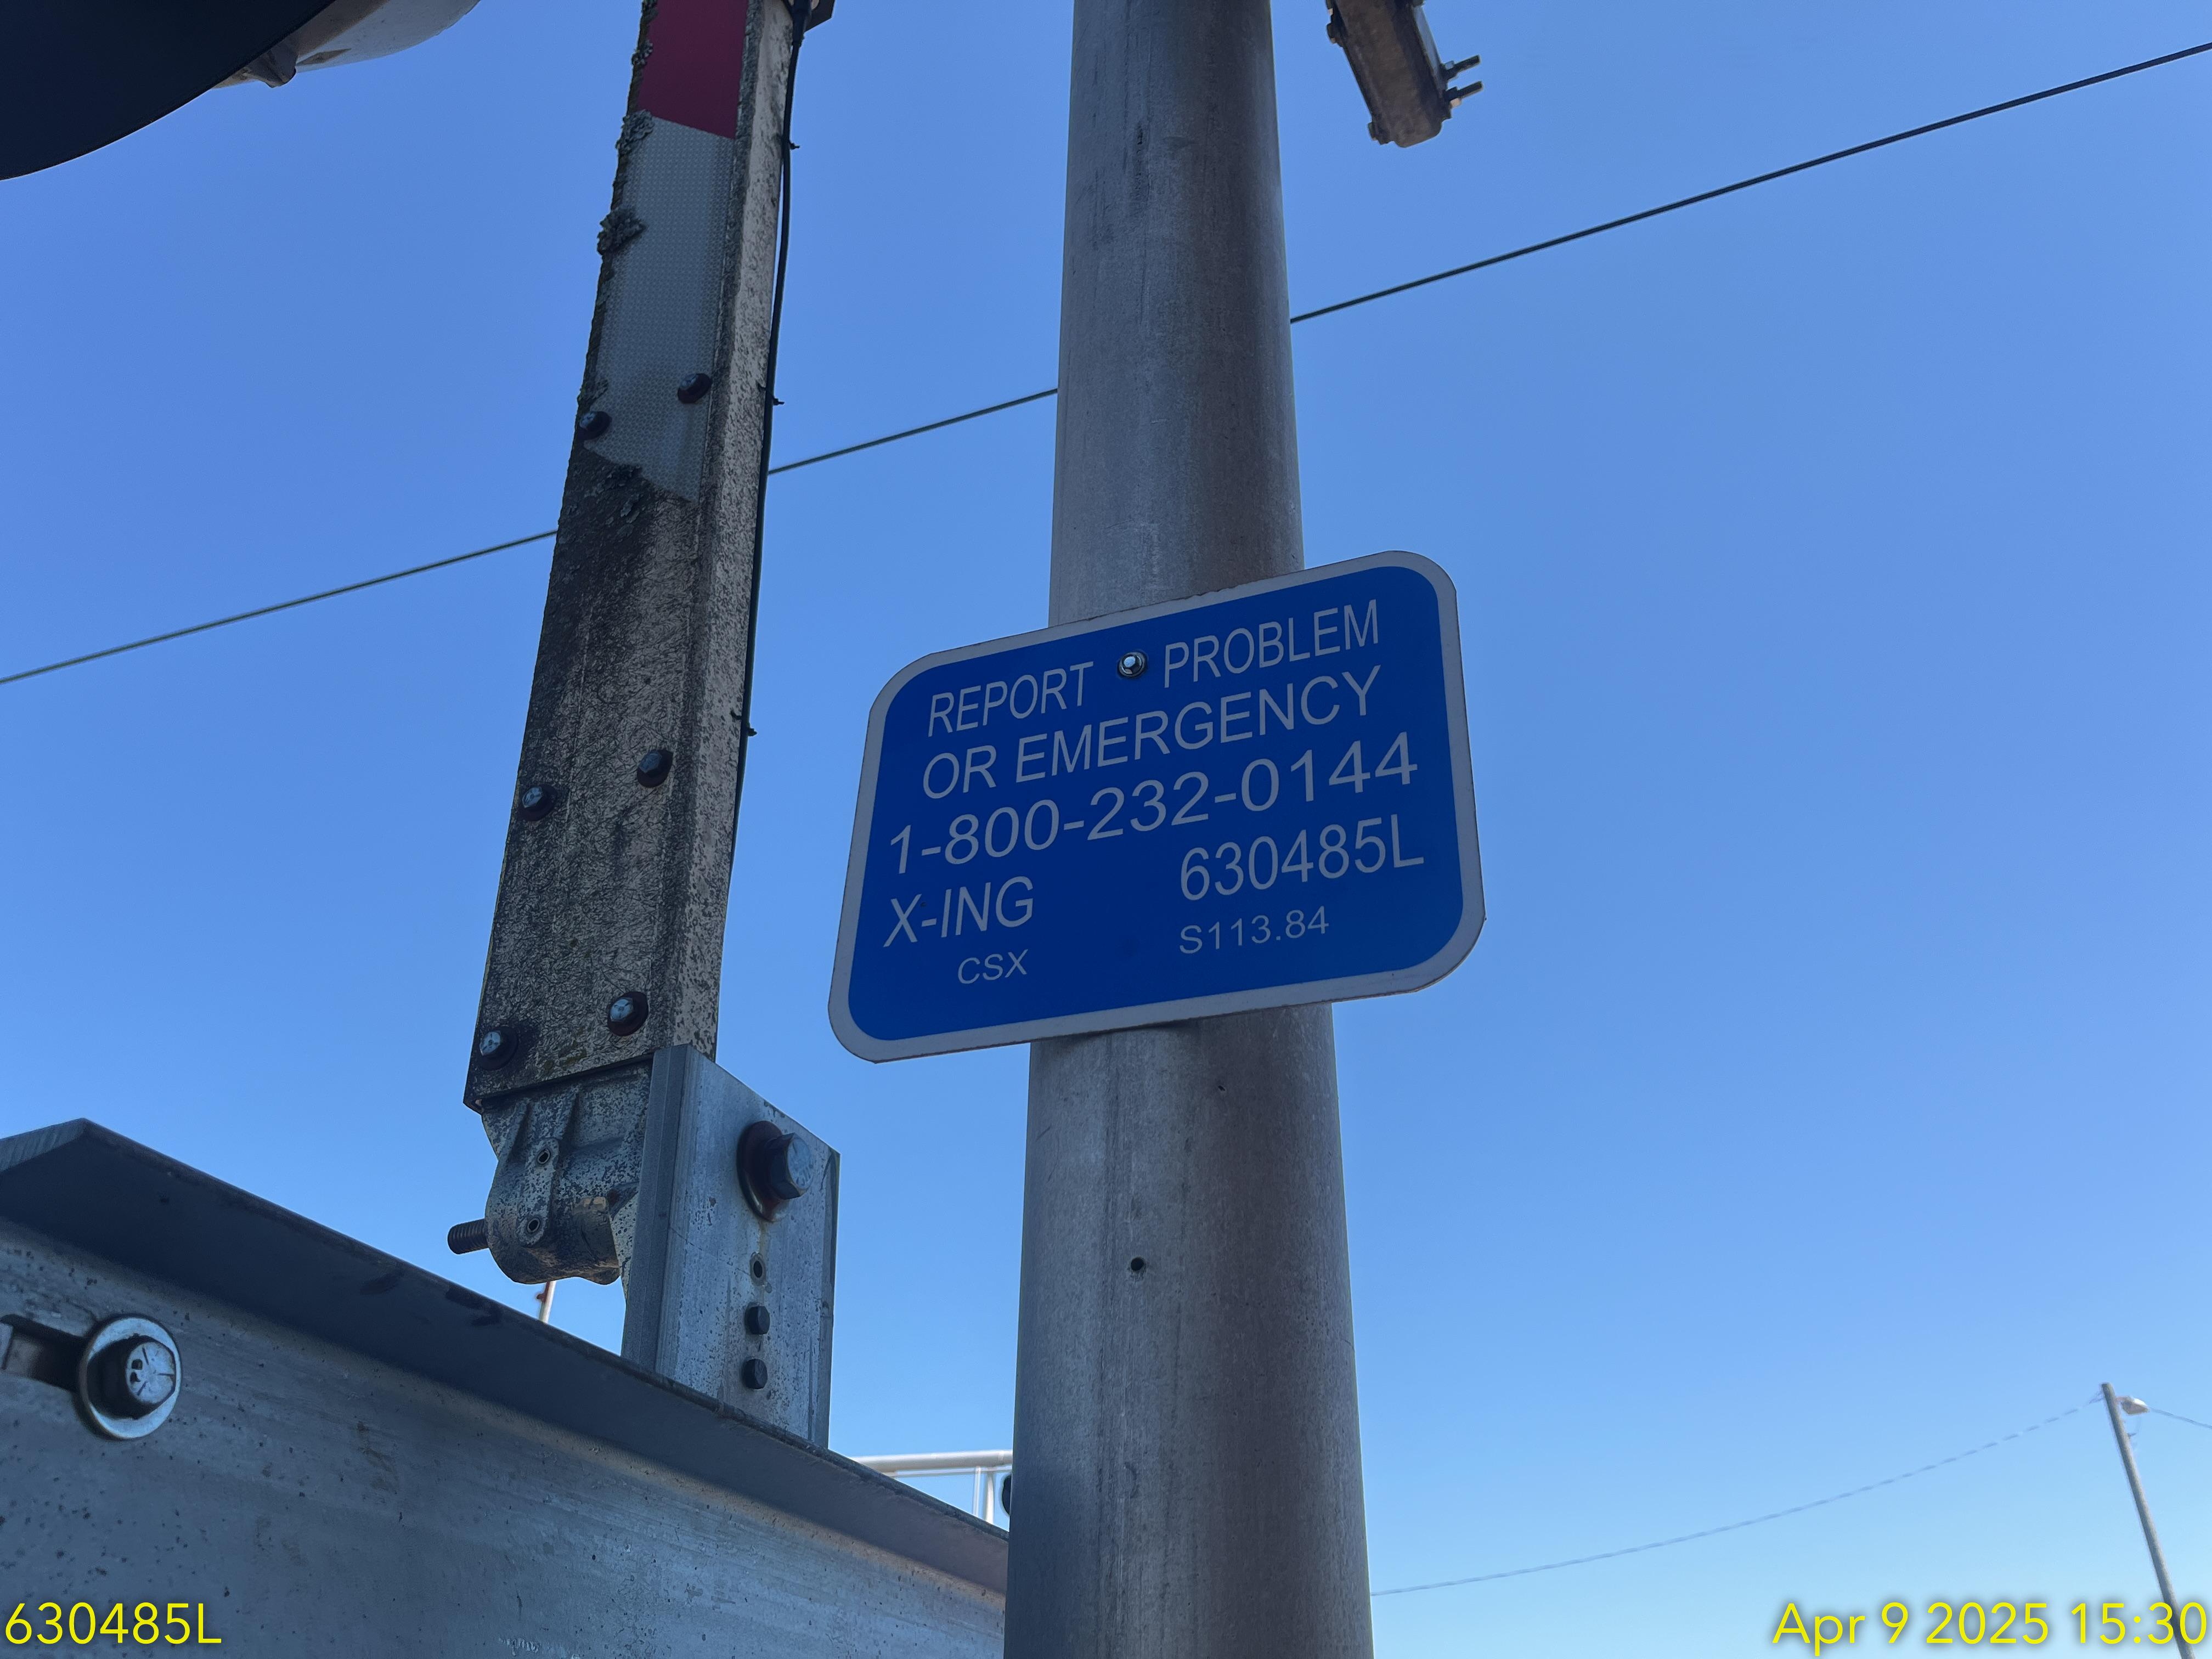 REPORT PROBLEM
OR EMERGENCY
1-800-232-0144
X-ING 630485L
CSX S113.84
630485L
Apr 9 2025 15:30